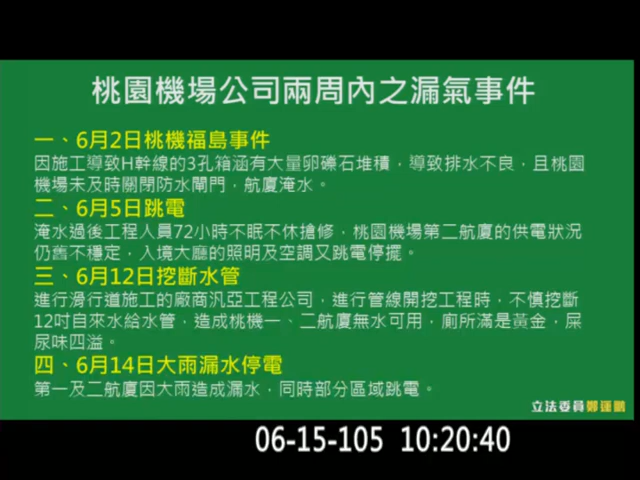 桃園機場公司兩周內之漏氣事件
一、6月2日桃機福島事件
因施工導致H幹線的3孔箱涵有大量卵礫石堆積，導致排水不良，且桃園
機場未及時關閉防水閘門，航廈淹水。
二、6月5日跳電
淹水過後工程人員72小時不眠不休搶修，桃園機場第二航廈的供電狀況
仍舊不穩定，入境大廳的照明及空調又跳電停擺。
三、6月12日挖斷水管
進行滑行道施工的廠商汎亞工程公司，進行管線開挖工程時，不慎挖斷
12吋自來水給水管，造成桃機一、二航廈無水可用，廁所滿是黃金，屎
尿味四溢。
四、6月14日大雨漏水停電
第一及二航廈因大雨造成漏水，同時部分區域跳電。
立法委員鄭運鵬
06-15-105 10:20:40